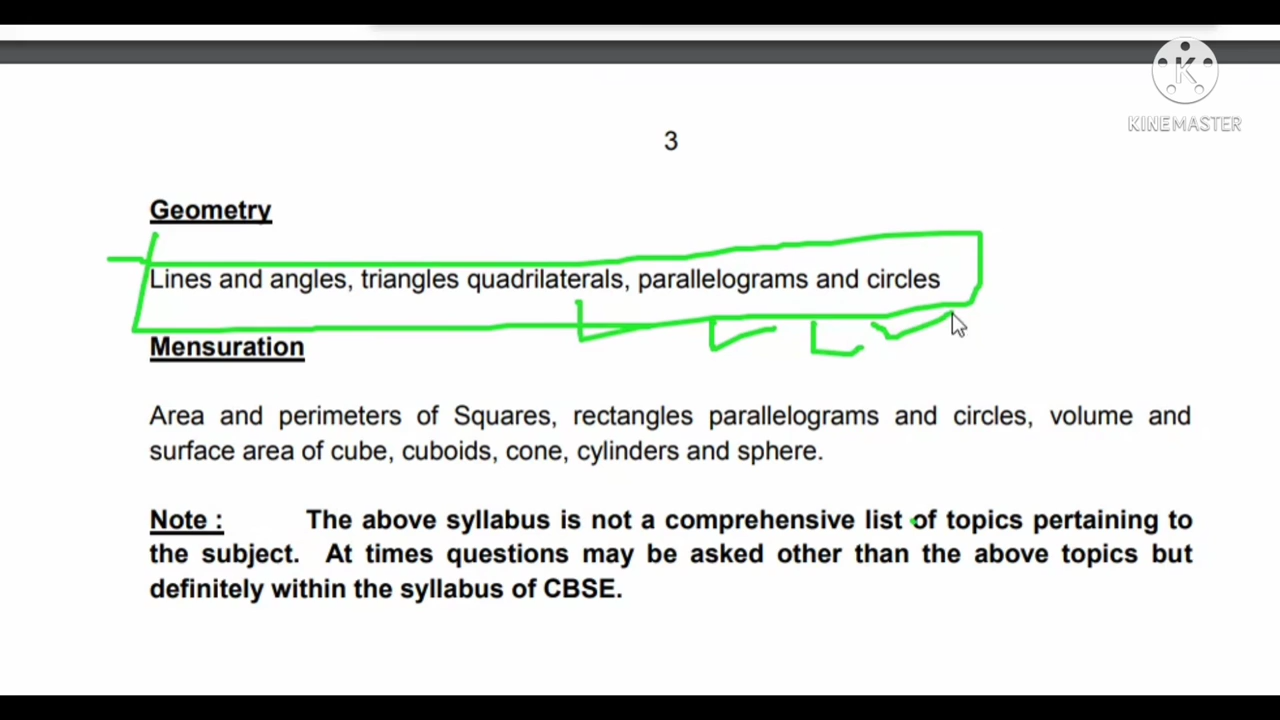 K
KINEMASTER
3
Geometry
Lines and angles, triangles quadrilaterals, parallelograms and circles
Mensuration
Area and perimeters of Squares, rectangles parallelograms and circles, volume and
surface area of cube, cuboids, cone, cylinders and sphere.
Note : The above syllabus is not a comprehensive list of topics pertaining to
the subject. At times questions may be asked other than the above topics but
definitely within the syllabus of CBSE.